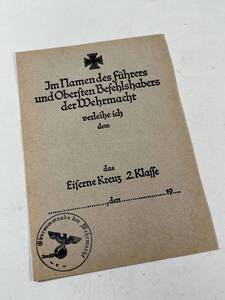 Im Namen des Führers
und Obersten Befehlshabers
der Wehrmacht
verleihe ich
dem
das
Eiserne Kreuz 2. Klasse
..............................,den....................19....